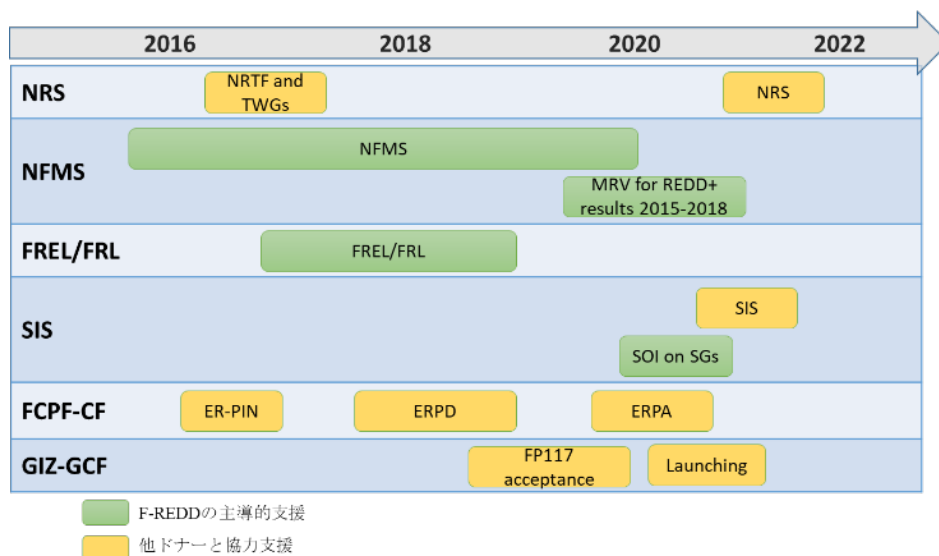 2016 2018 2020 2022
NRS
NRTF and
TWGs
NRS
NFMS
NFMS
MRV for REDD+
results 2015-2018
FREL/FRL
FREL/FRL
SIS
SIS
SOI on SGs
FCPF-CF
ER-PIN
ERPD
ERPA
GIZ-GCF
FP117
acceptance
Launching
F-REDDの主導的支援
他ドナーと協力支援